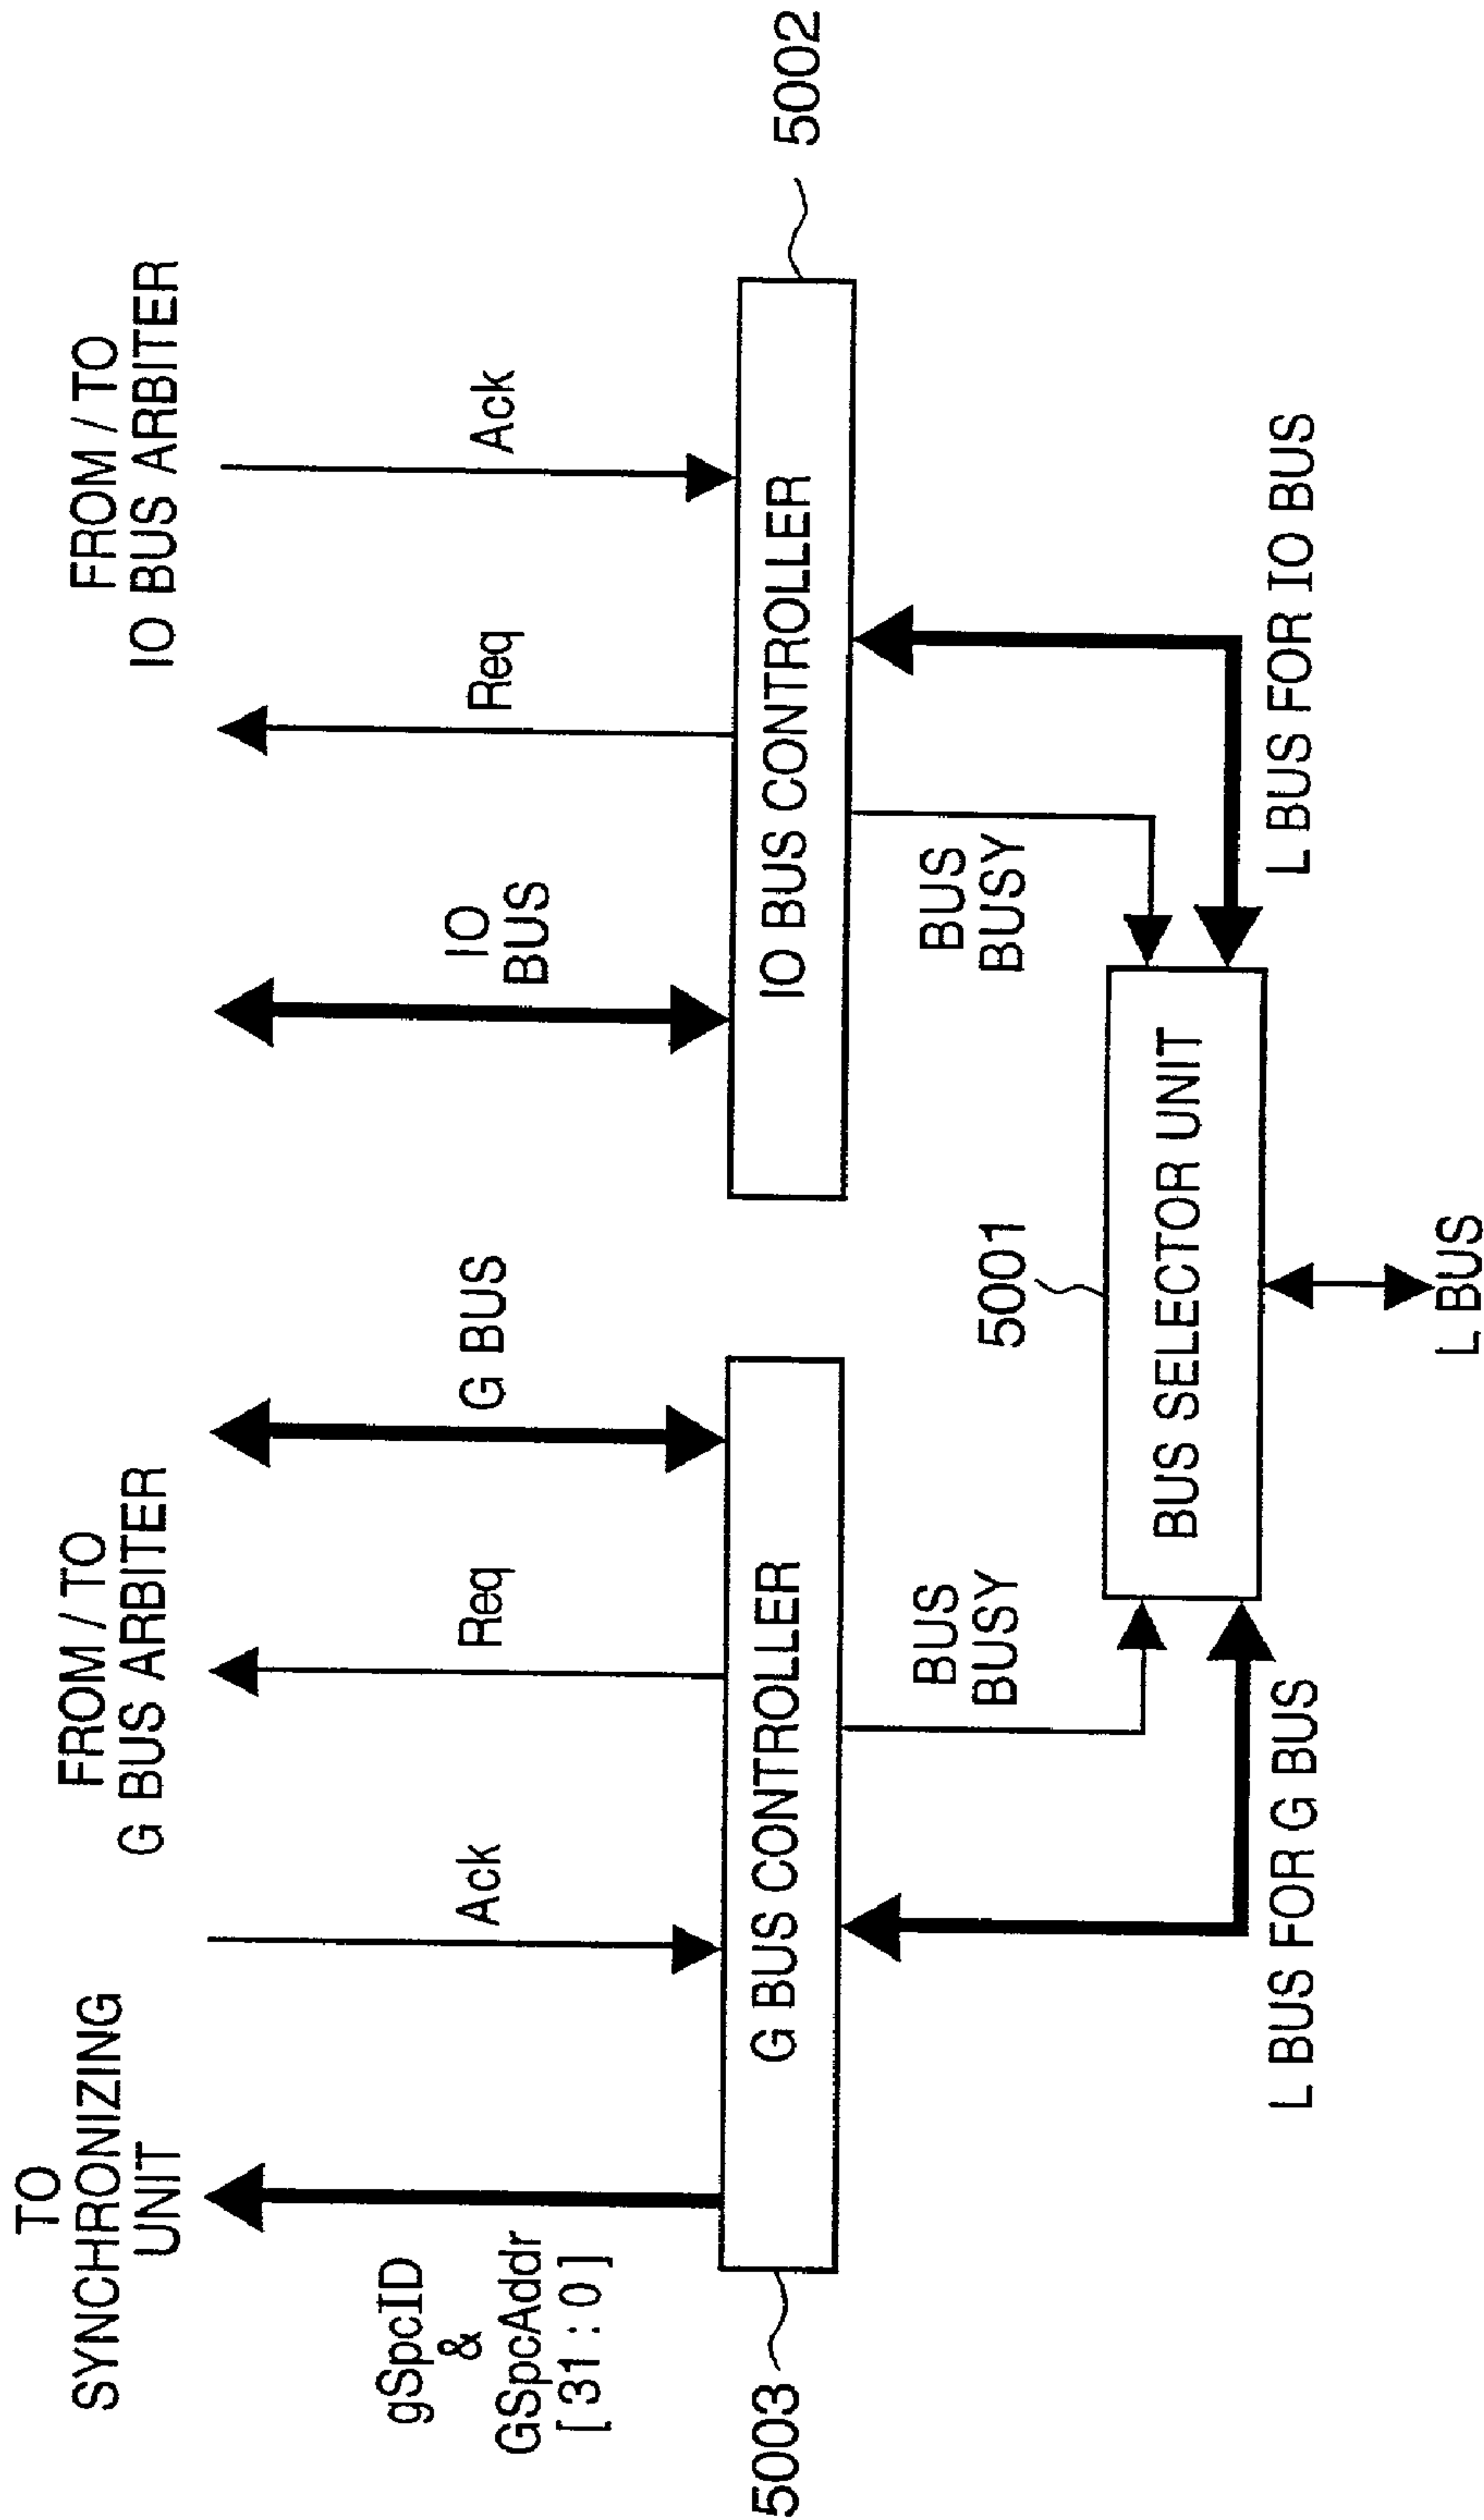 TO
SYNCHRONIZING
UNIT
FROM / TO
G BUS ARBITER
FROM / TO
IO BUS ARBITER
gSpcID
&
GSpcAddr
[31:0]
Ack
Req
G BUS
IO
BUS
Req
Ack
5003
G BUS CONTROLLER
IO BUS CONTROLLER
5002
BUS
BUSY
5001
BUS
BUSY
BUS SELECTOR UNIT
L BUS FOR G BUS
L BUS FOR IO BUS
L BUS